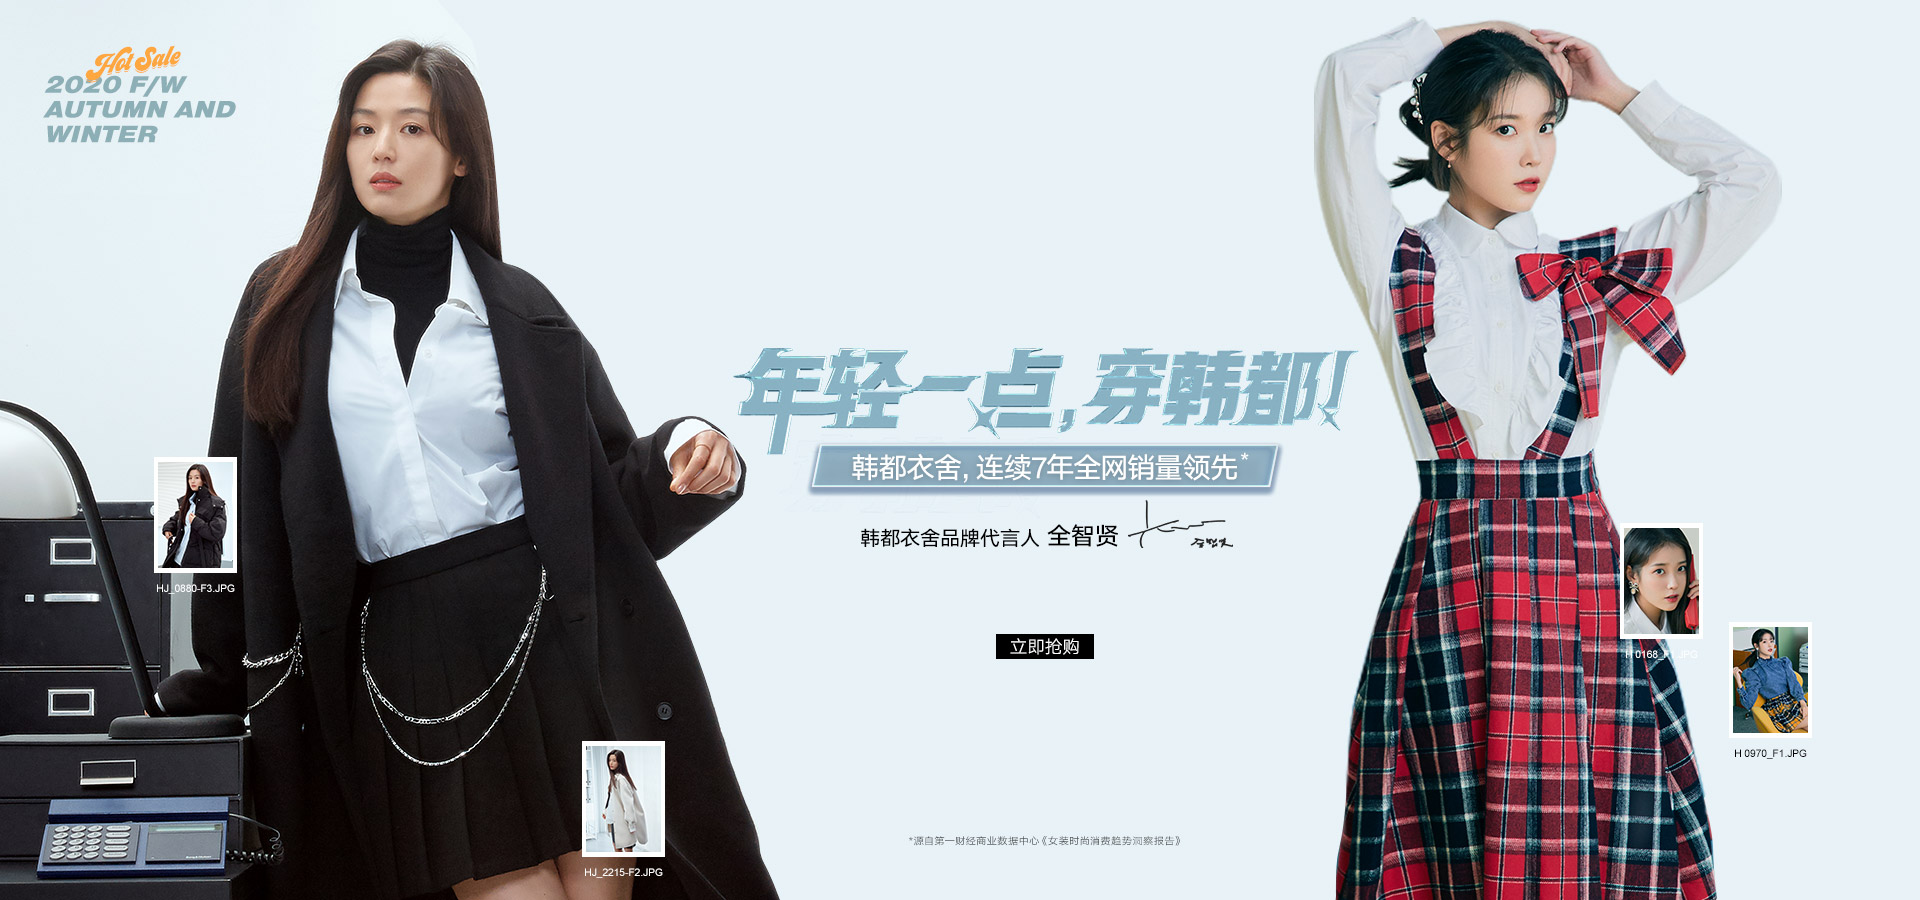 Hot Sale
2020 F/W
AUTUMN AND
WINTER
年轻一点,穿韩都!
韩都衣舍,连续7年全网销量领先*
韩都衣舍品牌代言人 全智贤
立即抢购
HJ_0880-F3.JPG
HJ_2215-F2.JPG
H 0168_F1.JPG
H 0970_F1.JPG
*源自第一财经商业数据中心《女装时尚消费趋势洞察报告》